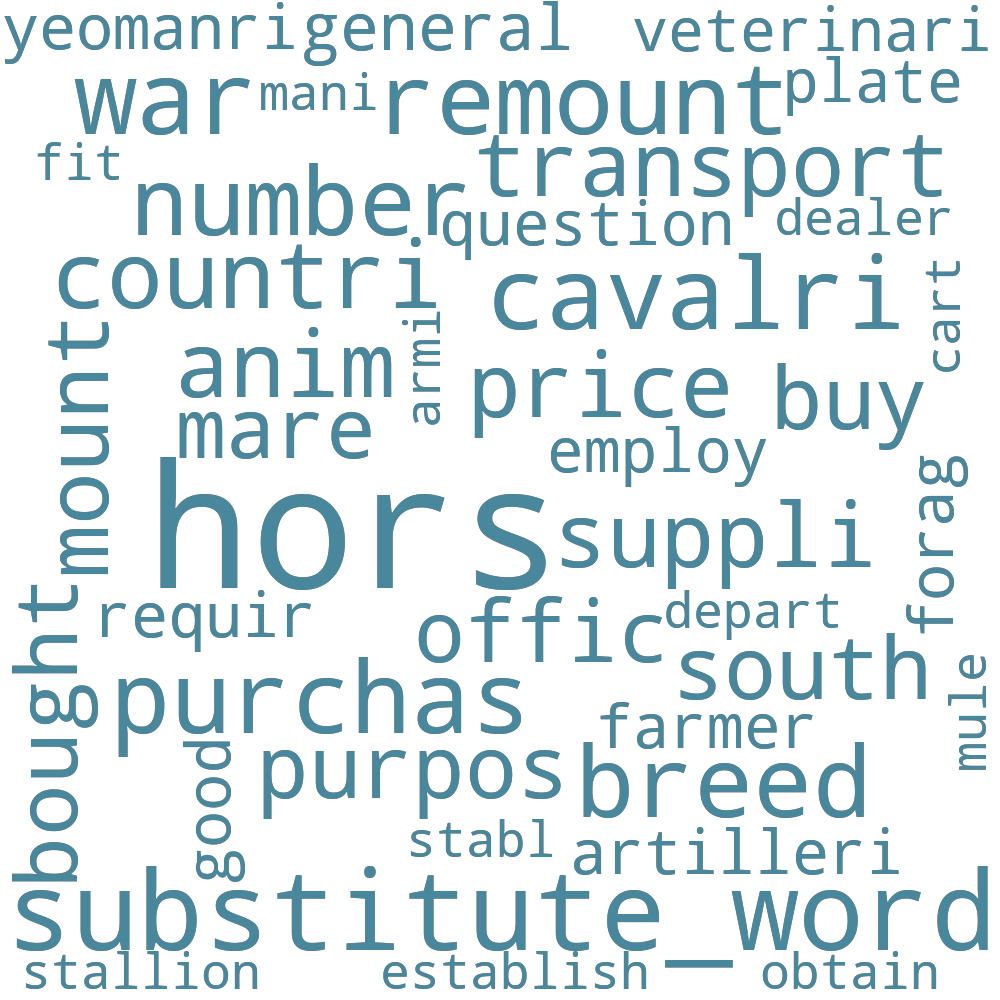 yeomanri general veterinari
war mani remount plate
fit number transport
question dealer
countri cavalri cart
mount anim armi price buy
mare employ
hors suppli forag
bought requir offic depart
purchas south mule
good purpos farmer
breed
stabl artilleri
substitute_word
stallion establish obtain